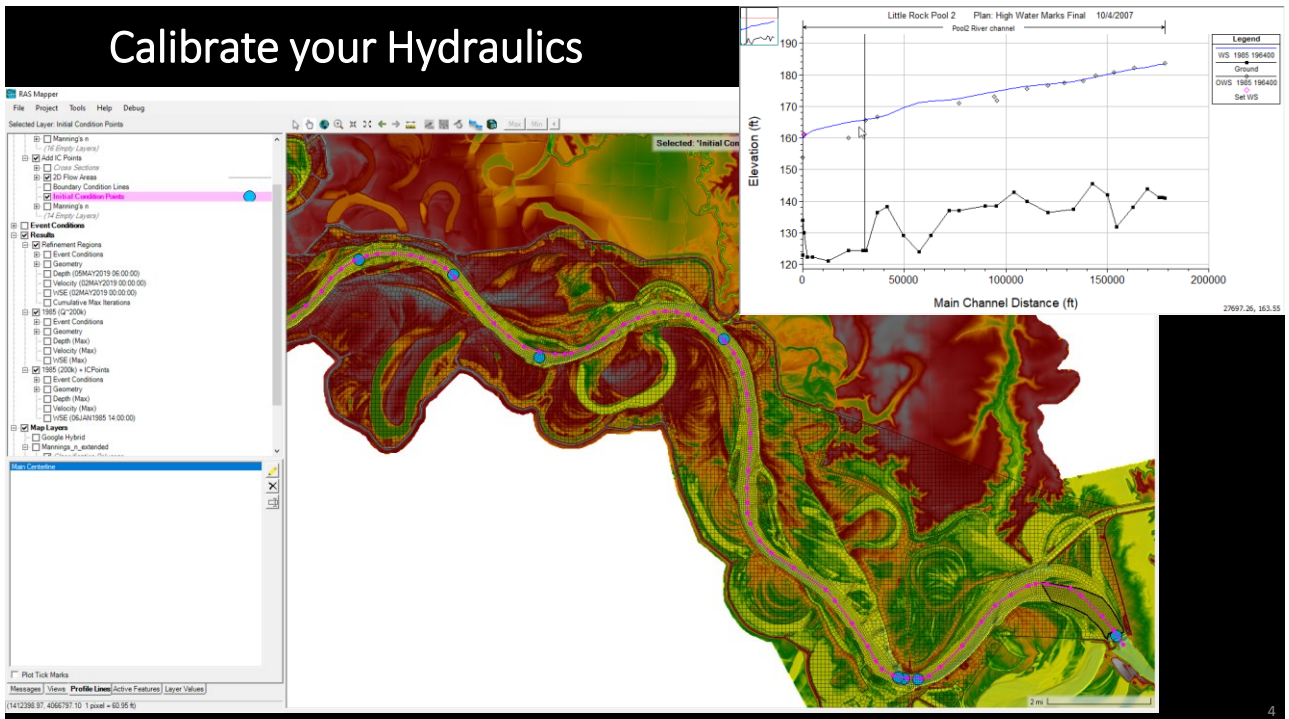 Calibrate your Hydraulics
RAS Mapper
File Project Tools Help Debug
Selected Layer: Initial Condition Points
Max Min
Manning's n
(16 Empty Layers)
Add IC Points
Cross Sections
2D Flow Areas
Boundary Condition Lines
Initial Condition Points
Manning's n
(14 Empty Layers)
Event Conditions
Results
Refinement Regions
Event Conditions
Geometry
Depth (05MAY2019 06:00:00)
Velocity (02MAY2019 00:00:00)
WSE (02MAY2019 00:00:00)
Cumulative Max Iterations
1985 (Q~200k)
Event Conditions
Geometry
Depth (Max)
Velocity (Max)
WSE (Max)
1985 (200k) + ICPoints
Event Conditions
Geometry
Depth (Max)
Velocity (Max)
WSE (06JAN1985 14:00:00)
Map Layers
Google Hybrid
Mannings_n_extended
Main Centerline
Plot Tick Marks
Messages Views Profile Lines Active Features Layer Values
(1412398.97, 4066797.10 1 pixel = 60.95 ft)
Selected: "Initial Con
2 mi
Little Rock Pool 2 Plan: High Water Marks Final 10/4/2007
Pool2 River channel
Legend
WS 1985 196400
Ground
OWS 1985 196400
Set WS
Elevation (ft)
190
180
170
160
150
140
130
120
0 50000 100000 150000 200000
Main Channel Distance (ft)
27697.26, 163.55
4